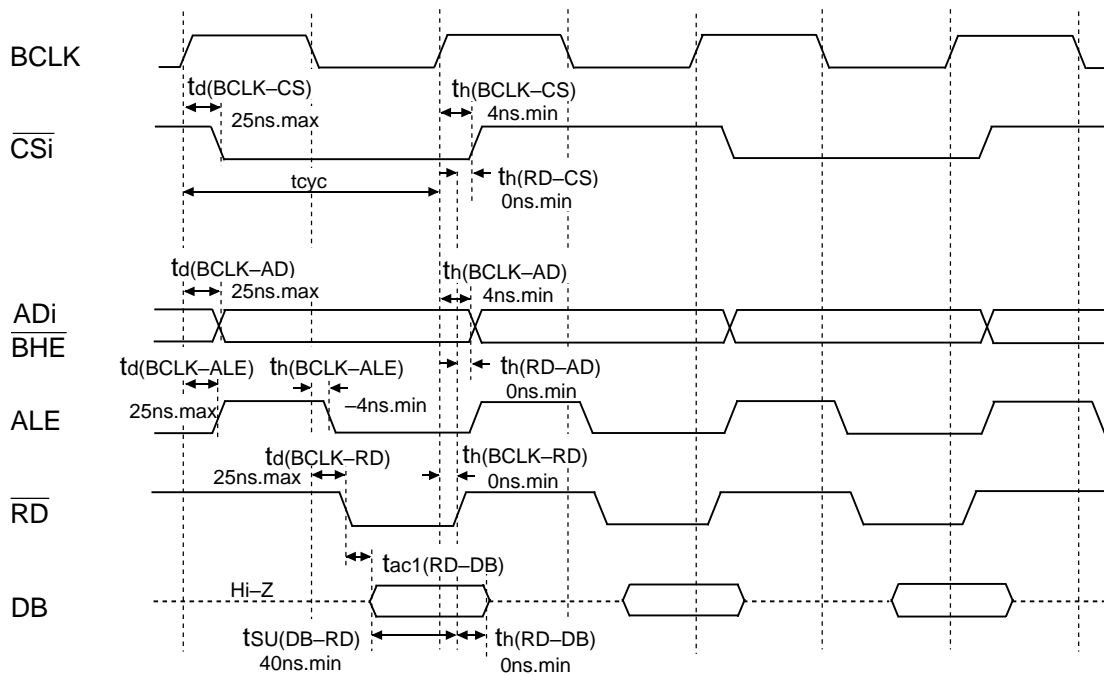 BCLK
td(BCLK–CS)
25ns.max
th(BCLK–CS)
4ns.min
CSi
tcyc
th(RD–CS)
0ns.min
td(BCLK–AD)
25ns.max
th(BCLK–AD)
4ns.min
ADi
BHE
td(BCLK–ALE)
25ns.max
th(BCLK–ALE)
–4ns.min
th(RD–AD)
0ns.min
ALE
td(BCLK–RD)
25ns.max
th(BCLK–RD)
0ns.min
RD
tac1(RD–DB)
Hi–Z
DB
tSU(DB–RD)
40ns.min
th(RD–DB)
0ns.min